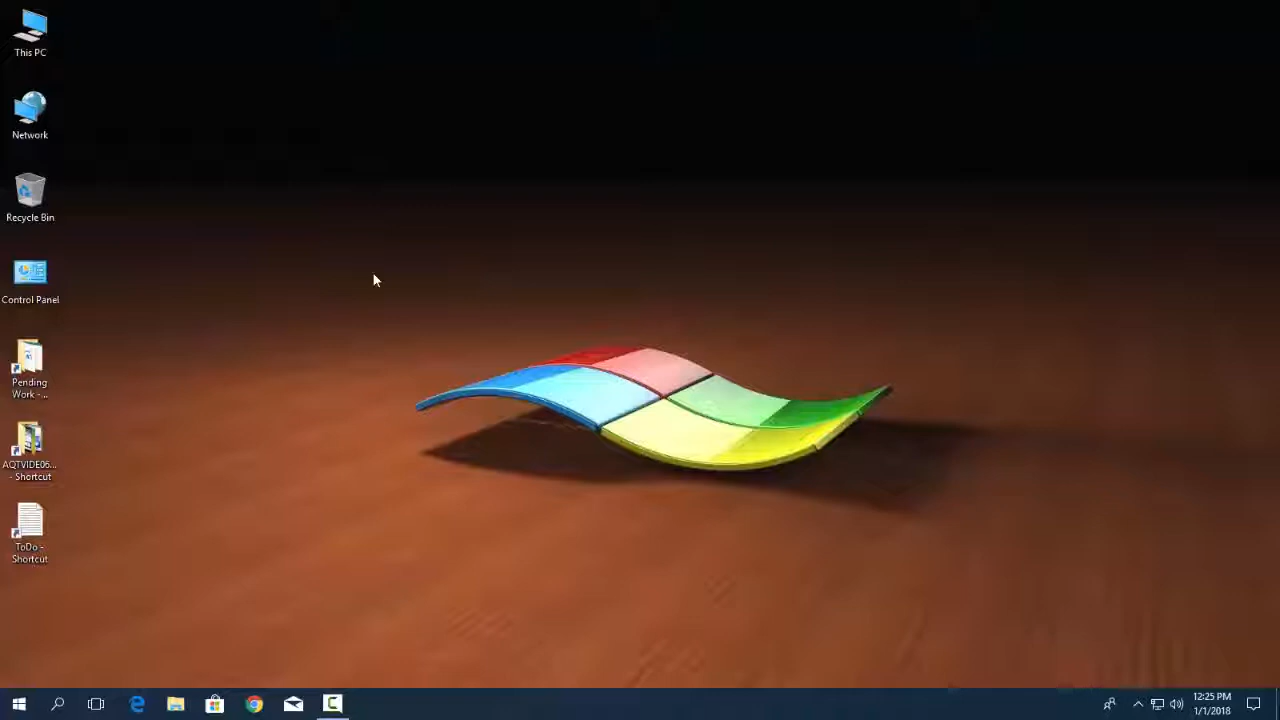 This PC
Network
Recycle Bin
Control Panel
Pending
Work -...
AQTVIDE06...
- Shortcut
ToDo -
Shortcut
12:25 PM
1/1/2018